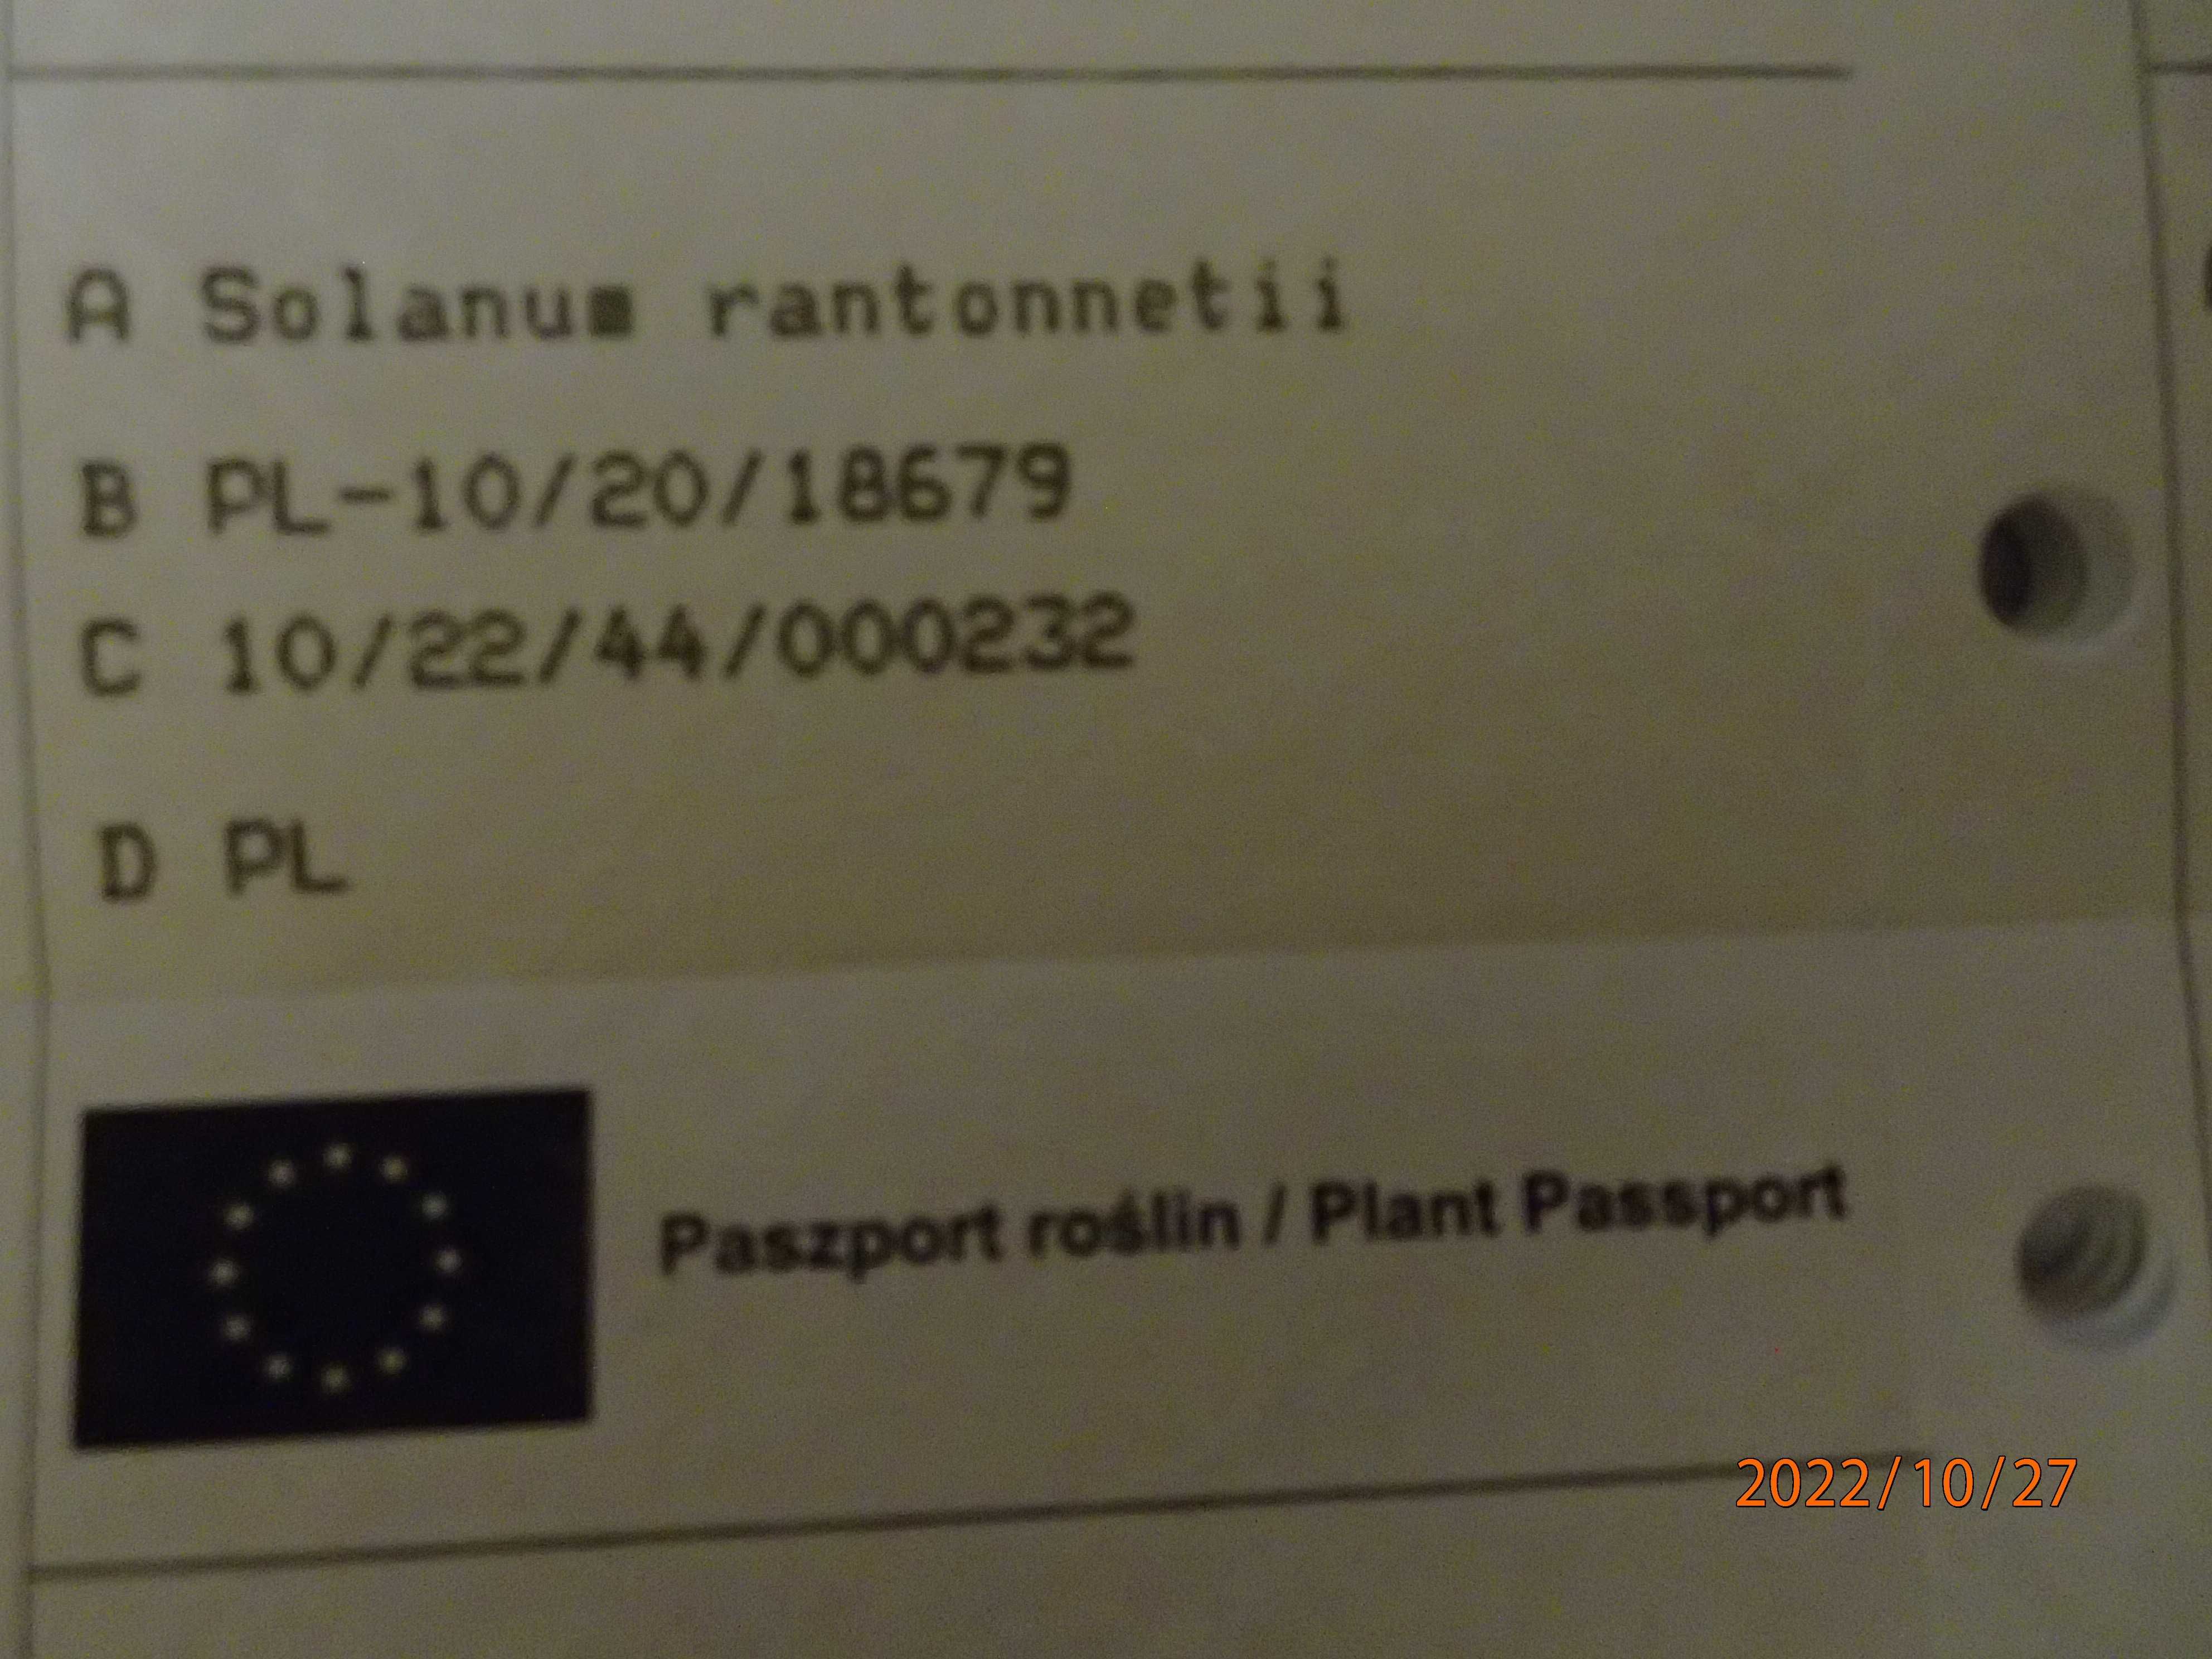 A Solanum rantonnetii
B PL-10/20/18679
C 10/22/44/000232
D PL
Paszport roślin / Plant Passport
2022/10/27